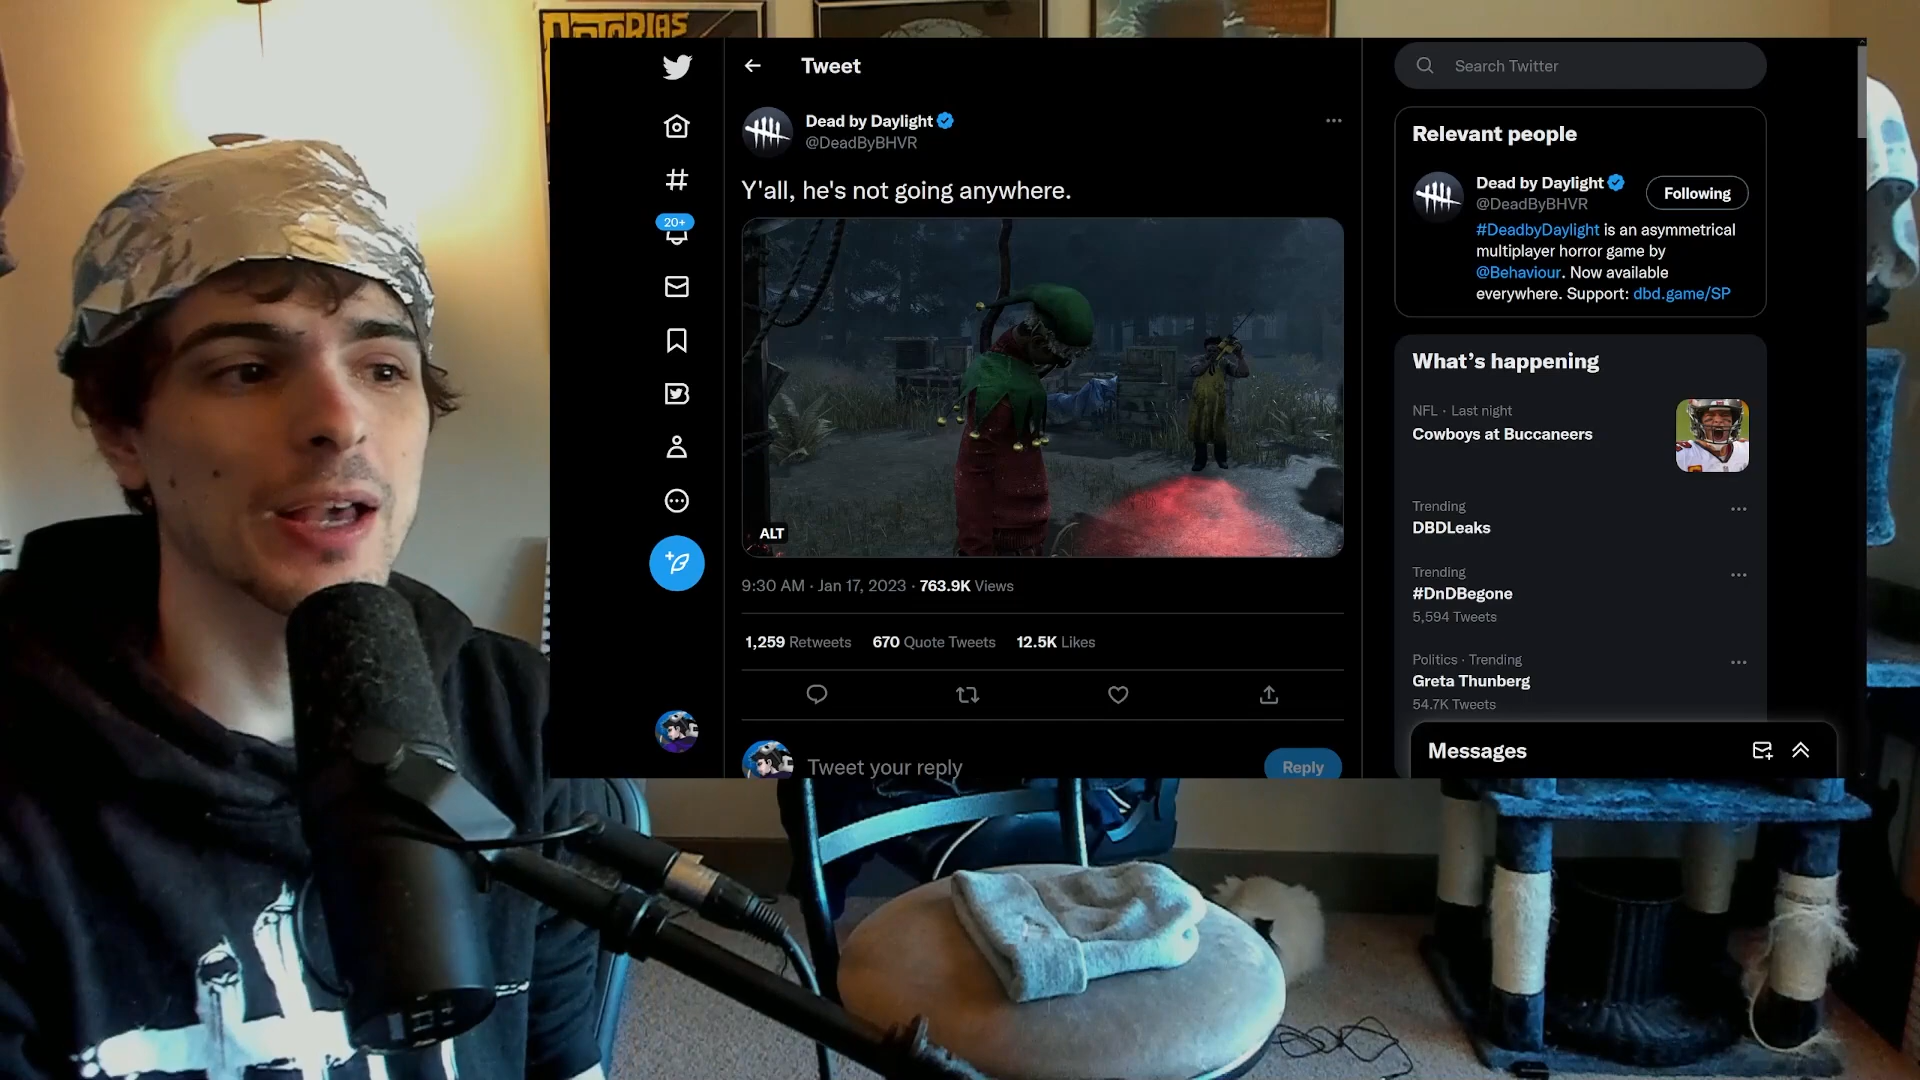 Tweet
Search Twitter
Dead by Daylight
@DeadByBHVR
Y'all, he's not going anywhere.
ALT
9:30 AM · Jan 17, 2023 · 763.9K Views
1,259 Retweets 670 Quote Tweets 12.5K Likes
Tweet your reply
Reply
20+
Relevant people
Dead by Daylight
@DeadByBHVR
Following
#DeadbyDaylight is an asymmetrical
multiplayer horror game by
@Behaviour. Now available
everywhere. Support: dbd.game/SP
What's happening
NFL · Last night
Cowboys at Buccaneers
Trending
DBDLeaks
Trending
#DnDBegone
5,594 Tweets
Politics · Trending
Greta Thunberg
54.7K Tweets
Messages